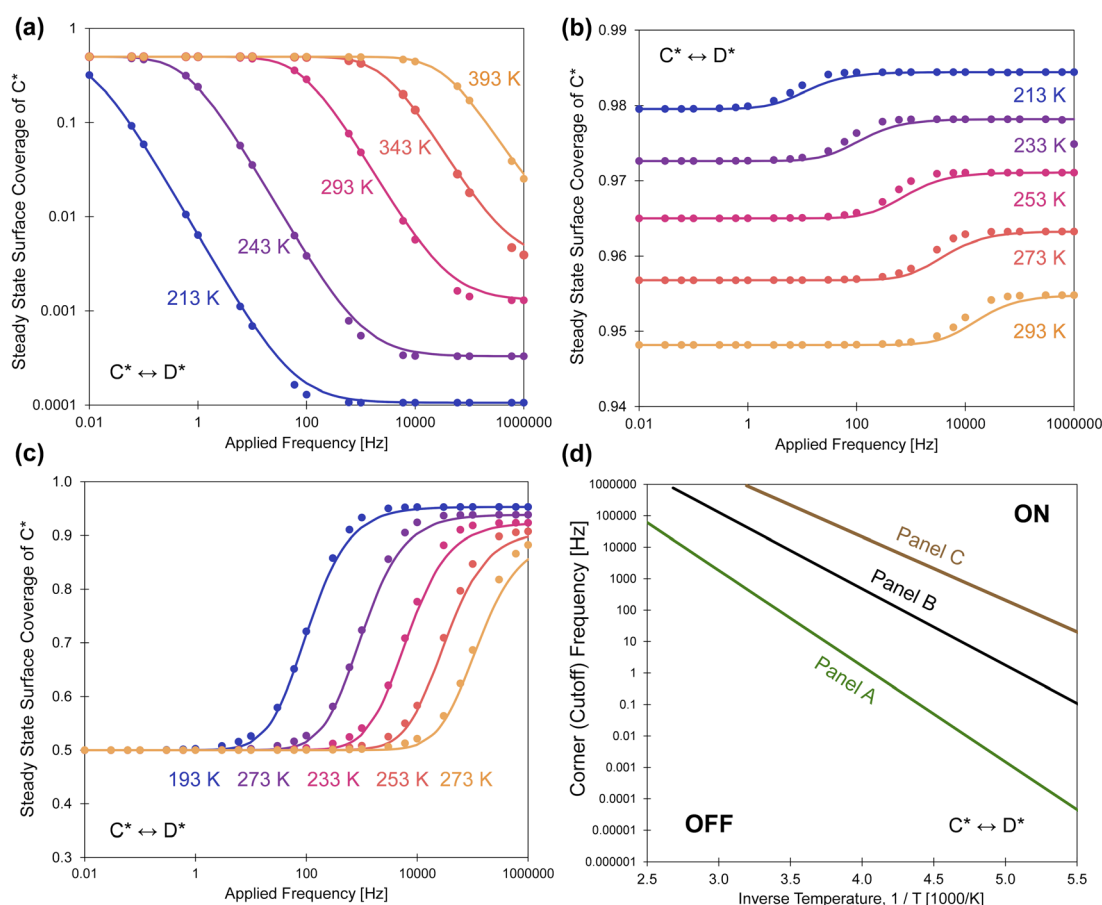 (a)
Steady State Surface Coverage of C*
1
0.1
0.01
0.001
0.0001
393 K
343 K
293 K
243 K
213 K
C* ↔ D*
0.01
1
100
10000
1000000
Applied Frequency [Hz]
(b)
Steady State Surface Coverage of C*
0.99
0.98
0.97
0.96
0.95
0.94
C* ↔ D*
213 K
233 K
253 K
273 K
293 K
0.01
1
100
10000
1000000
Applied Frequency [Hz]
(c)
Steady State Surface Coverage of C*
1.0
0.9
0.8
0.7
0.6
0.5
0.4
0.3
193 K
273 K
233 K
253 K
273 K
C* ↔ D*
0.01
1
100
10000
1000000
Applied Frequency [Hz]
(d)
Corner (Cutoff) Frequency [Hz]
1000000
100000
10000
1000
100
10
1
0.1
0.01
0.001
0.0001
0.00001
0.000001
ON
Panel C
Panel B
Panel A
OFF
C* ↔ D*
2.5
3.0
3.5
4.0
4.5
5.0
5.5
Inverse Temperature, 1 / T [1000/K]